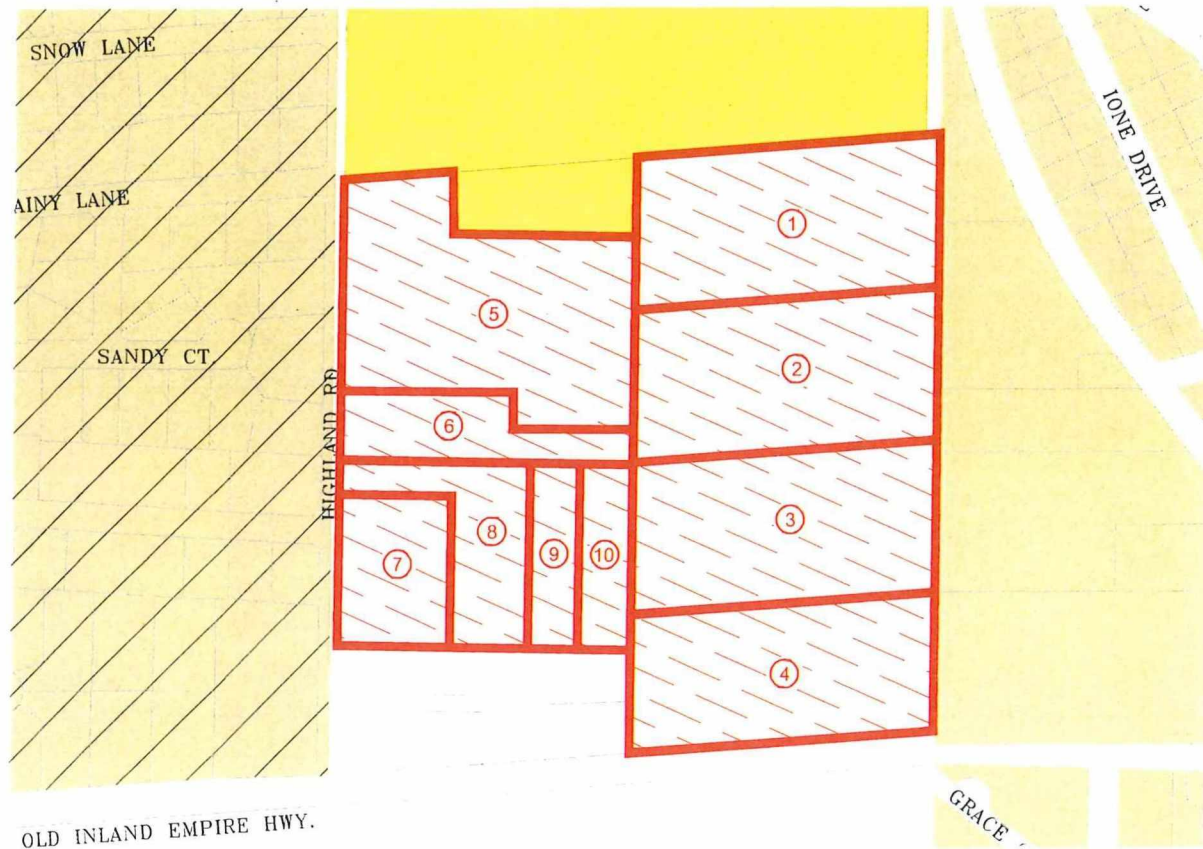 SNOW LANE
IONE DRIVE
AINY LANE
1
5
2
SANDY CT.
HIGHLAND RD
6
3
8
9
10
7
4
GRACE
OLD INLAND EMPIRE HWY.